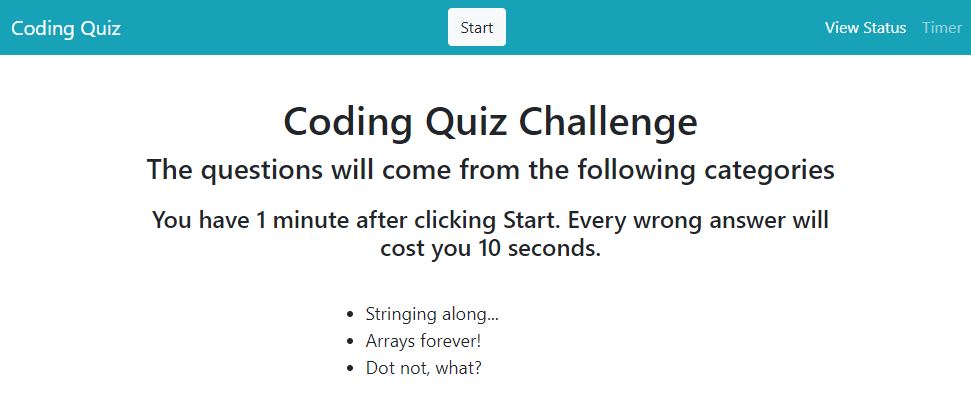 Coding Quiz
Start
View Status
Timer
Coding Quiz Challenge
The questions will come from the following categories
You have 1 minute after clicking Start. Every wrong answer will
cost you 10 seconds.
• Stringing along...
• Arrays forever!
• Dot not, what?